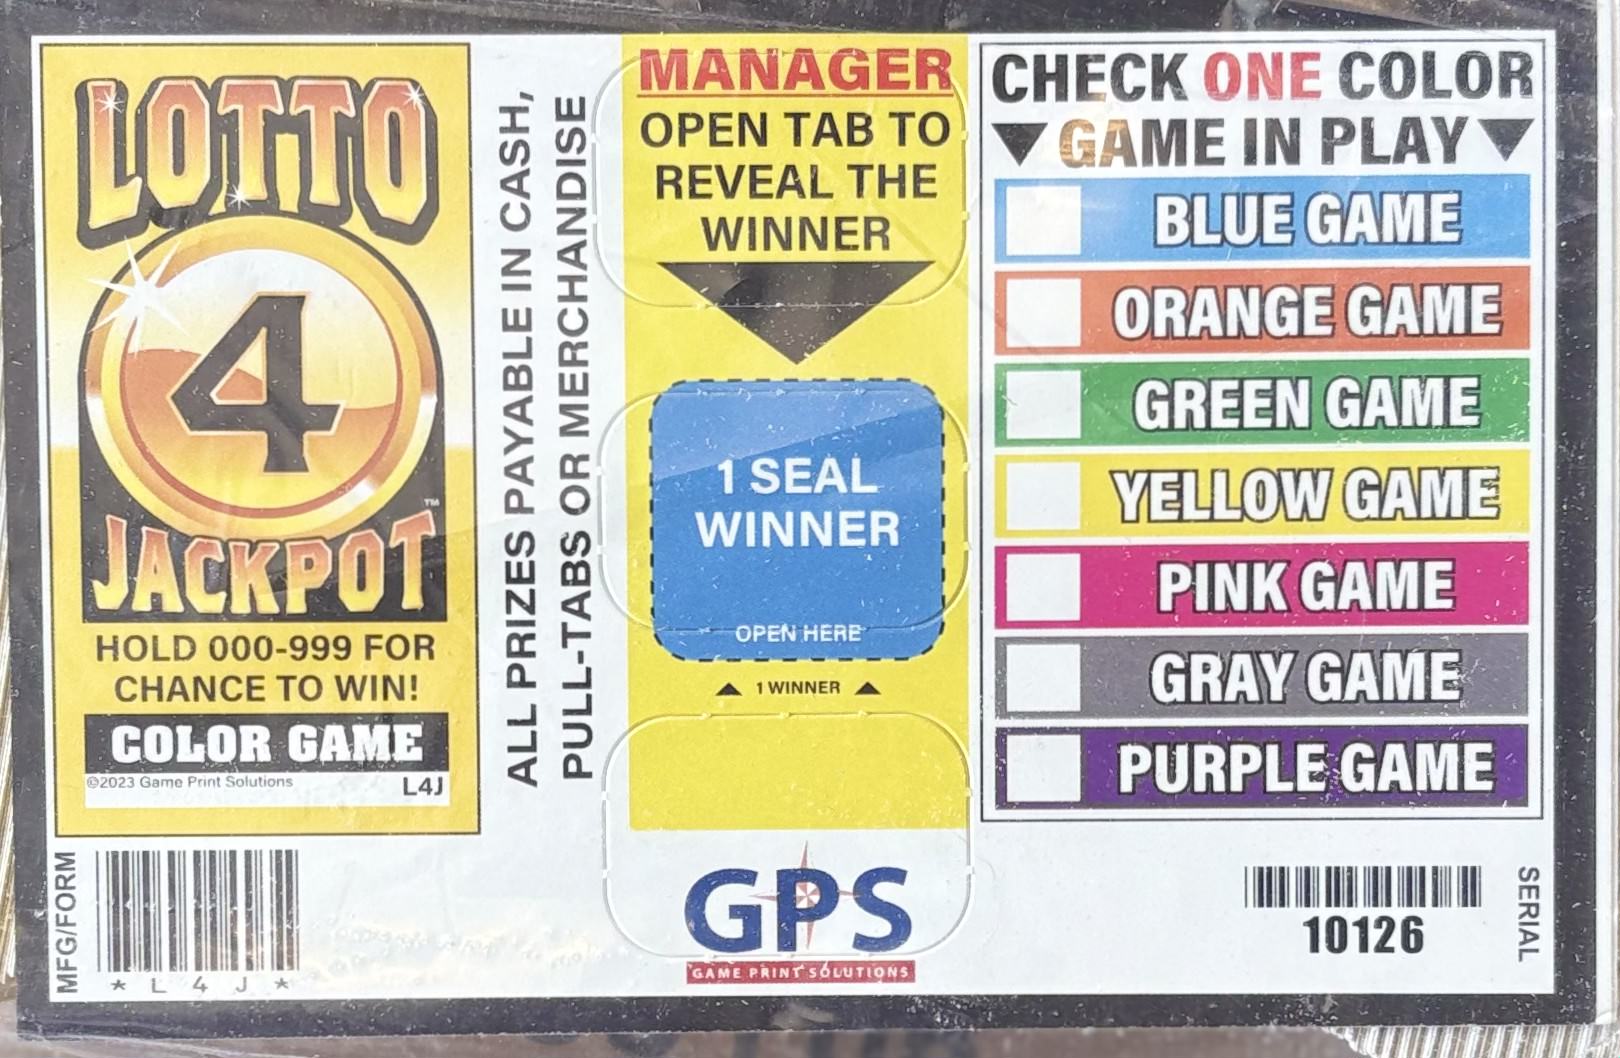 LOTTO
4
JACKPOT™
HOLD 000-999 FOR
CHANCE TO WIN!
COLOR GAME
©2023 Game Print Solutions L4J
MFG/FORM
* L 4 J *
ALL PRIZES PAYABLE IN CASH,
PULL-TABS OR MERCHANDISE
MANAGER
OPEN TAB TO
REVEAL THE
WINNER
1 SEAL
WINNER
OPEN HERE
1 WINNER
GPS
GAME PRINT SOLUTIONS
CHECK ONE COLOR
GAME IN PLAY
BLUE GAME
ORANGE GAME
GREEN GAME
YELLOW GAME
PINK GAME
GRAY GAME
PURPLE GAME
10126
SERIAL